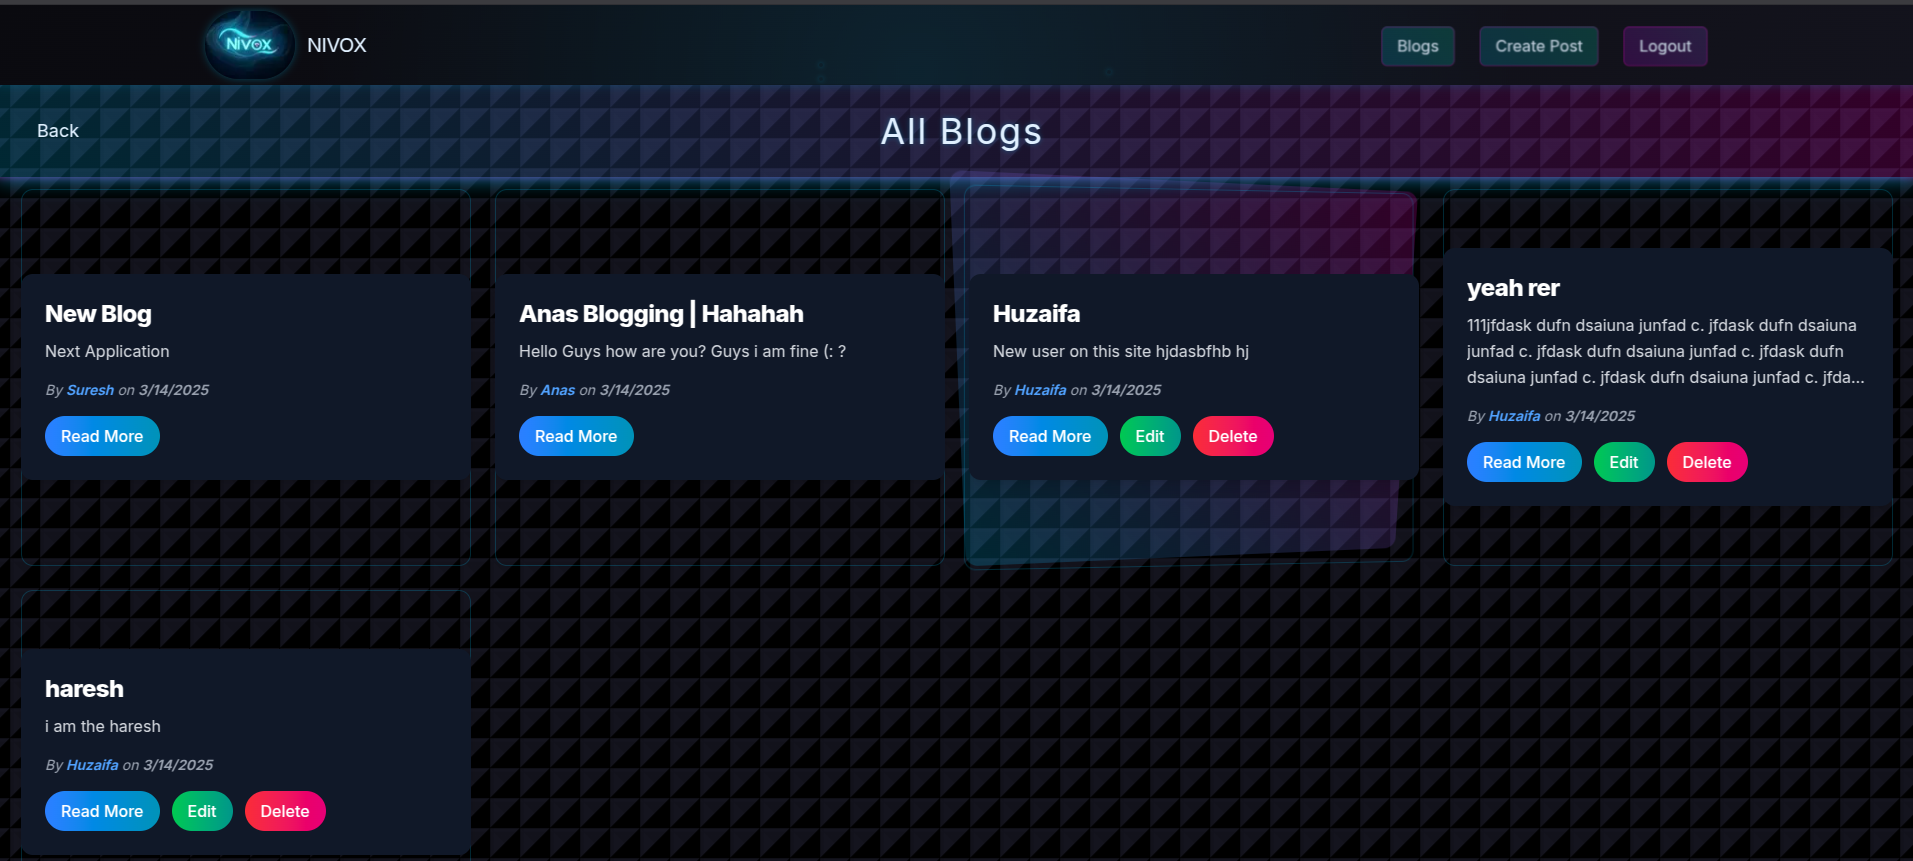 NIVOX
NIVOX
Blogs
Create Post
Logout
Back
All Blogs
New Blog
Next Application
By Suresh on 3/14/2025
Read More
Anas Blogging | Hahahah
Hello Guys how are you? Guys i am fine (: ?
By Anas on 3/14/2025
Read More
Huzaifa
New user on this site hjdasbfhb hj
By Huzaifa on 3/14/2025
Read More
Edit
Delete
yeah rer
111jfdask dufn dsaiuna junfad c. jfdask dufn dsaiuna
junfad c. jfdask dufn dsaiuna junfad c. jfdask dufn
dsaiuna junfad c. jfdask dufn dsaiuna junfad c. jfda...
By Huzaifa on 3/14/2025
Read More
Edit
Delete
haresh
i am the haresh
By Huzaifa on 3/14/2025
Read More
Edit
Delete